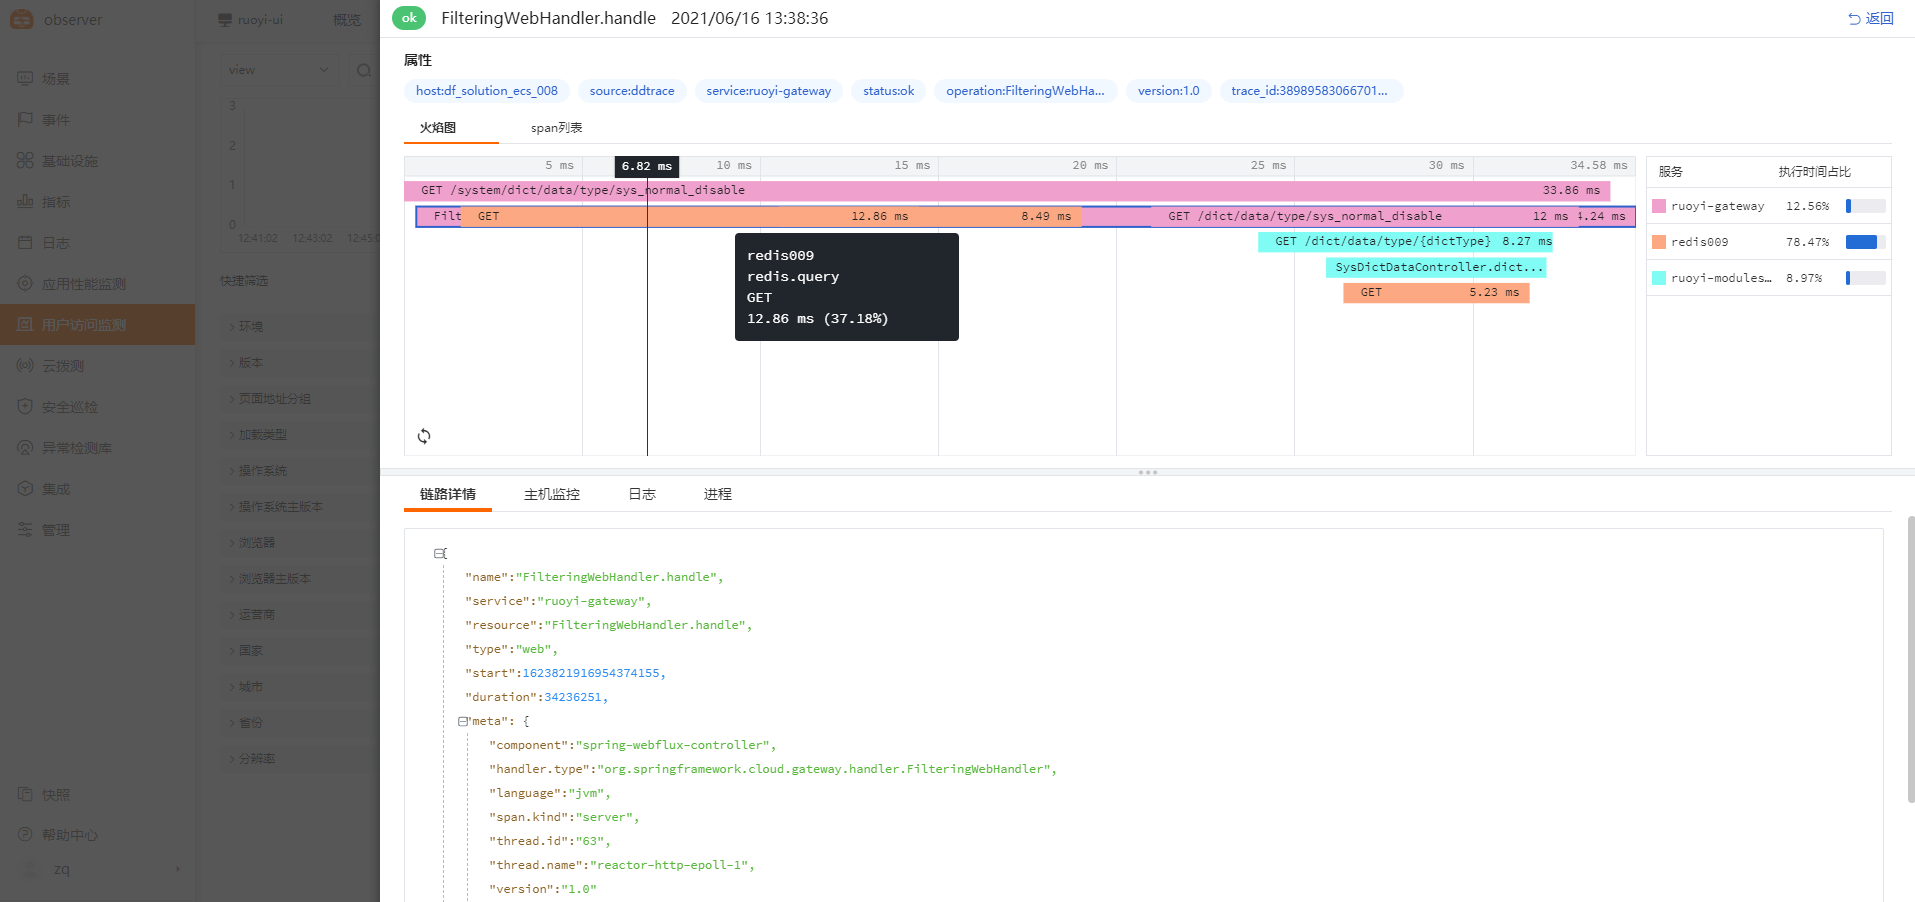 observer
ruoyi-ui
概览
ok
FilteringWebHandler.handle 2021/06/16 13:38:36
返回
场景
事件
基础设施
指标
日志
应用性能监测
用户访问监测
云拨测
安全巡检
异常检测库
集成
管理
快照
帮助中心
zq
view
3
2
1
0
12:41:02 12:43:02 12:45:0
快捷筛选
环境
版本
页面地址分组
加载类型
操作系统
操作系统主版本
浏览器
浏览器主版本
运营商
国家
城市
省份
分辨率
属性
host:df_solution_ecs_008 source:ddtrace service:ruoyi-gateway status:ok operation:FilteringWebHa... version:1.0 trace_id:38989583066701...
火焰图 span列表
5 ms 6.82 ms 10 ms 15 ms 20 ms 25 ms 30 ms 34.58 ms
GET /system/dict/data/type/sys_normal_disable 33.86 ms
Filt GET 12.86 ms 8.49 ms GET /dict/data/type/sys_normal_disable 12 ms 4.24 ms
GET /dict/data/type/{dictType} 8.27 ms
SysDictDataController.dict...
GET 5.23 ms
redis009
redis.query
GET
12.86 ms (37.18%)
服务 执行时间占比
ruoyi-gateway 12.56%
redis009 78.47%
ruoyi-modules... 8.97%
链路详情 主机监控 日志 进程
[
"name":"FilteringWebHandler.handle",
"service":"ruoyi-gateway",
"resource":"FilteringWebHandler.handle",
"type":"web",
"start":1623821916954374155,
"duration":34236251,
"meta": {
"component":"spring-webflux-controller",
"handler.type":"org.springframework.cloud.gateway.handler.FilteringWebHandler",
"language":"jvm",
"span.kind":"server",
"thread.id":"63",
"thread.name":"reactor-http-epoll-1",
"version":"1.0"